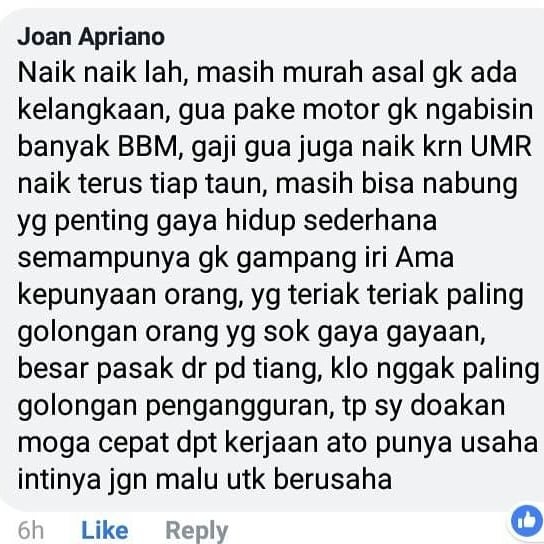 Joan Apriano
Naik naik lah, masih murah asal gk ada
kelangkaan, gua pake motor gk ngabisin
banyak BBM, gaji gua juga naik krn UMR
naik terus tiap taun, masih bisa nabung
yg penting gaya hidup sederhana
semampunya gk gampang iri Ama
kepunyaan orang, yg teriak teriak paling
golongan orang yg sok gaya gayaan,
besar pasak dr pd tiang, klo nggak paling
golongan pengangguran, tp sy doakan
moga cepat dpt kerjaan ato punya usaha
intinya jgn malu utk berusaha
6h Like Reply